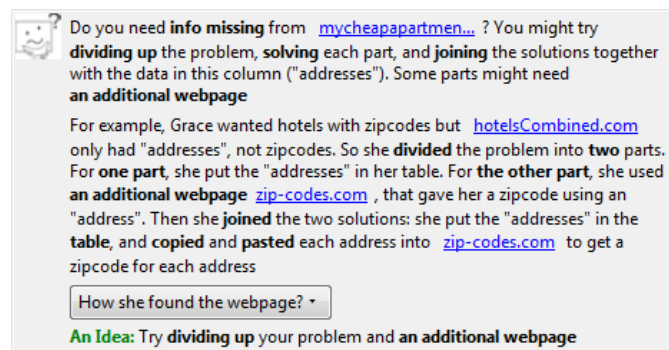 ?
Do you need info missing from mycheapapartmen... ? You might try
dividing up the problem, solving each part, and joining the solutions together
with the data in this column ("addresses"). Some parts might need
an additional webpage
For example, Grace wanted hotels with zipcodes but hotelsCombined.com
only had "addresses", not zipcodes. So she divided the problem into two parts.
For one part, she put the "addresses" in her table. For the other part, she used
an additional webpage zip-codes.com , that gave her a zipcode using an
"address". Then she joined the two solutions: she put the "addresses" in the
table, and copied and pasted each address into zip-codes.com to get a
zipcode for each address
How she found the webpage?
An Idea: Try dividing up your problem and an additional webpage